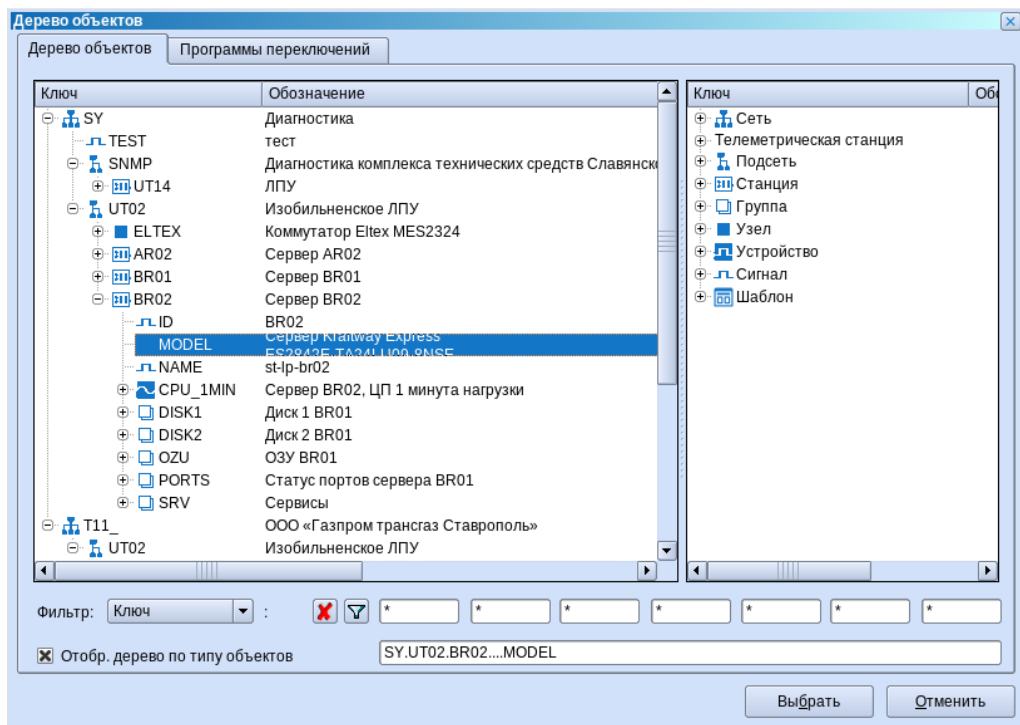 Дерево объектов
Дерево объектов Программы переключений
Ключ Обозначение
SY Диагностика
TEST тест
SNMP Диагностика комплекса технических средств Славянск
UT14 ЛПУ
UT02 Изобильненское ЛПУ
ELTEX Коммутатор Eltex MES2324
AR02 Сервер AR02
BR01 Сервер BR01
BR02 Сервер BR02
ID BR02
MODEL Сервер Kraftway Express
NAME st-lp-br02
CPU_1MIN Сервер BR02, ЦП 1 минута нагрузки
DISK1 Диск 1 BR01
DISK2 Диск 2 BR01
OZU ОЗУ BR01
PORTS Статус портов сервера BR01
SRV Сервисы
T11_ ООО «Газпром трансгаз Ставрополь»
UT02 Изобильненское ЛПУ
Ключ Обо
Сеть
Телеметрическая станция
Подсеть
Станция
Группа
Узел
Устройство
Сигнал
Шаблон
Фильтр: Ключ : * * * * * * *
Отобр. дерево по типу объектов SY.UT02.BR02....MODEL
Выбрать Отменить